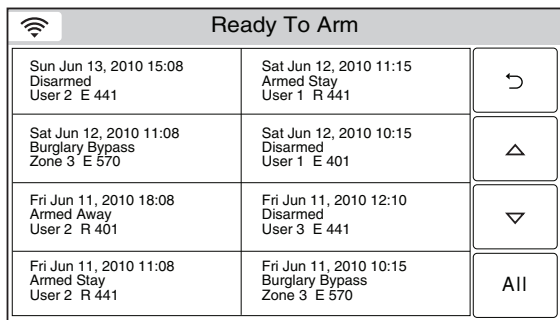 Ready To Arm
Sun Jun 13, 2010 15:08
Disarmed
User 2 E 441
Sat Jun 12, 2010 11:15
Armed Stay
User 1 R 441
Sat Jun 12, 2010 11:08
Burglary Bypass
Zone 3 E 570
Sat Jun 12, 2010 10:15
Disarmed
User 1 E 401
Fri Jun 11, 2010 18:08
Armed Away
User 2 R 401
Fri Jun 11, 2010 12:10
Disarmed
User 3 E 441
Fri Jun 11, 2010 11:08
Armed Stay
User 2 R 441
Fri Jun 11, 2010 10:15
Burglary Bypass
Zone 3 E 570
All